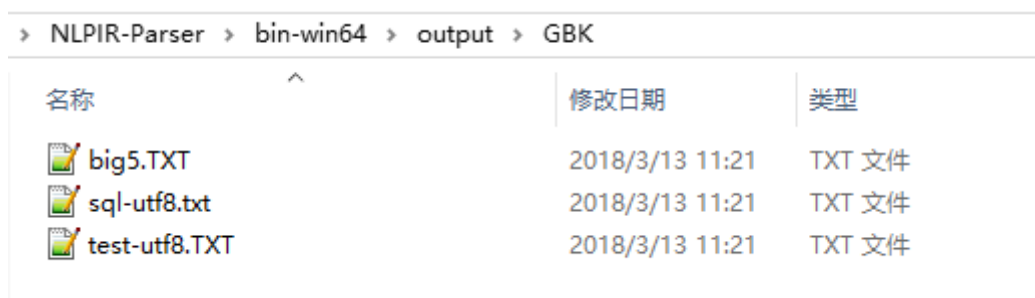 › NLPIR-Parser › bin-win64 › output › GBK
名称 修改日期 类型
big5.TXT 2018/3/13 11:21 TXT 文件
sql-utf8.txt 2018/3/13 11:21 TXT 文件
test-utf8.TXT 2018/3/13 11:21 TXT 文件